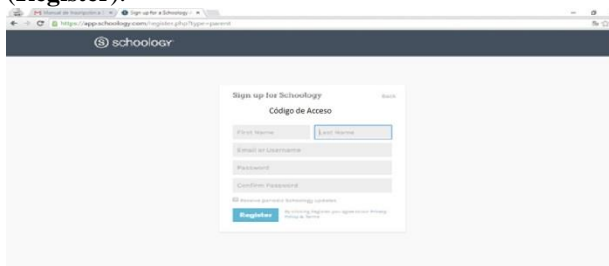 (Register).
Manual de Inscripción a S
Sign up for a Schoology A
https://app.schoology.com/register.php?type=parent
S schoology
Sign up for Schoology
Back
Código de Acceso
First Name
Last Name
Email or Username
Password
Confirm Password
Receive periodic Schoology updates
Register
By clicking Register, you agree to our Privacy
Policy & Terms